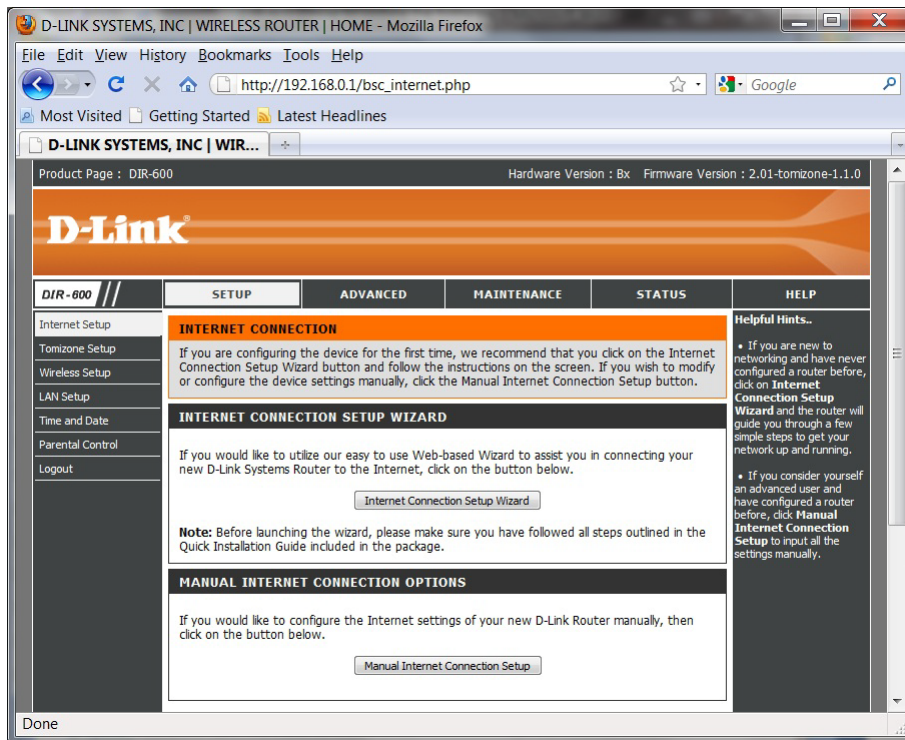 D-LINK SYSTEMS, INC | WIRELESS ROUTER | HOME - Mozilla Firefox
File Edit View History Bookmarks Tools Help
http://192.168.0.1/bsc_internet.php
Google
Most Visited Getting Started Latest Headlines
D-LINK SYSTEMS, INC | WIR...
Product Page : DIR-600 Hardware Version : Bx Firmware Version : 2.01-tomizone-1.1.0
D-Link®
DIR-600 SETUP ADVANCED MAINTENANCE STATUS HELP
Internet Setup
Tomizone Setup
Wireless Setup
LAN Setup
Time and Date
Parental Control
Logout
INTERNET CONNECTION
If you are configuring the device for the first time, we recommend that you click on the Internet
Connection Setup Wizard button and follow the instructions on the screen. If you wish to modify
or configure the device settings manually, click the Manual Internet Connection Setup button.
INTERNET CONNECTION SETUP WIZARD
If you would like to utilize our easy to use Web-based Wizard to assist you in connecting your
new D-Link Systems Router to the Internet, click on the button below.
Internet Connection Setup Wizard
Note: Before launching the wizard, please make sure you have followed all steps outlined in the
Quick Installation Guide included in the package.
MANUAL INTERNET CONNECTION OPTIONS
If you would like to configure the Internet settings of your new D-Link Router manually, then
click on the button below.
Manual Internet Connection Setup
Helpful Hints..
• If you are new to
networking and have never
configured a router before,
click on Internet
Connection Setup
Wizard and the router will
guide you through a few
simple steps to get your
network up and running.
• If you consider yourself
an advanced user and
have configured a router
before, click Manual
Internet Connection
Setup to input all the
settings manually.
Done